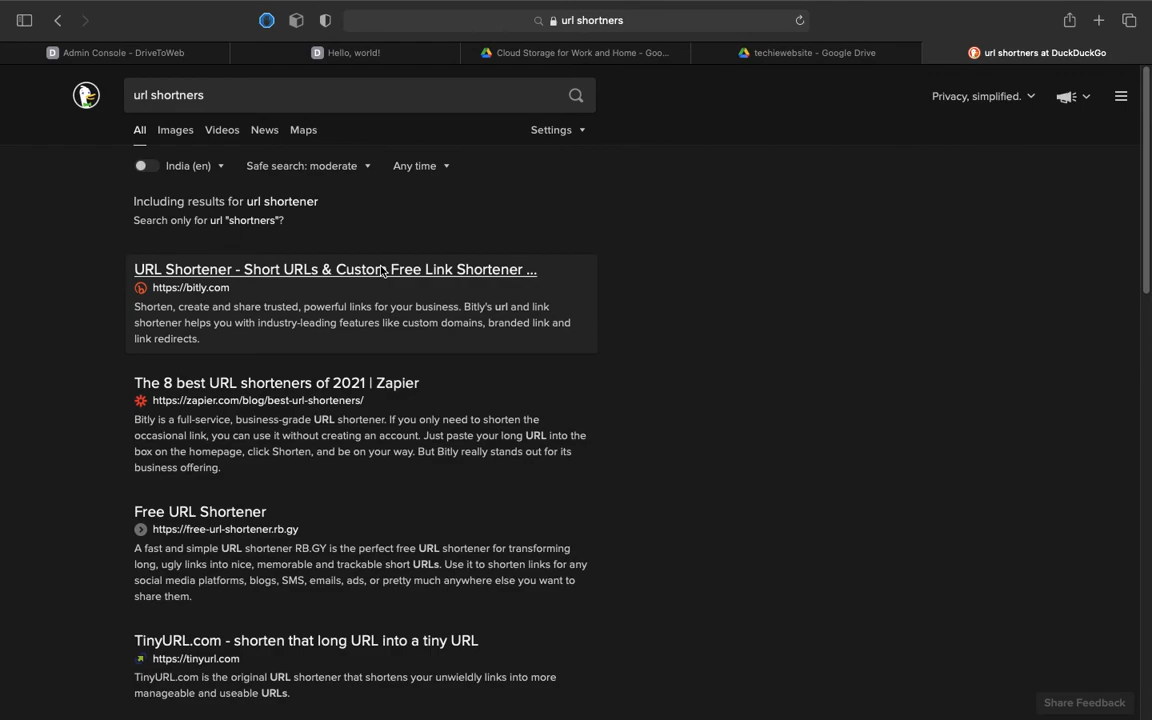 url shortners
Admin Console - DriveToWeb
Hello, world!
Cloud Storage for Work and Home - Goo...
techiewebsite - Google Drive
url shortners at DuckDuckGo
url shortners
Privacy, simplified.
All Images Videos News Maps Settings
India (en) Safe search: moderate Any time
Including results for url shortener
Search only for url "shortners"?
URL Shortener - Short URLs & Custom Free Link Shortener ...
https://bitly.com
Shorten, create and share trusted, powerful links for your business. Bitly's url and link
shortener helps you with industry-leading features like custom domains, branded link and
link redirects.
The 8 best URL shorteners of 2021 | Zapier
https://zapier.com/blog/best-url-shorteners/
Bitly is a full-service, business-grade URL shortener. If you only need to shorten the
occasional link, you can use it without creating an account. Just paste your long URL into the
box on the homepage, click Shorten, and be on your way. But Bitly really stands out for its
business offering.
Free URL Shortener
https://free-url-shortener.rb.gy
A fast and simple URL shortener RB.GY is the perfect free URL shortener for transforming
long, ugly links into nice, memorable and trackable short URLs. Use it to shorten links for any
social media platforms, blogs, SMS, emails, ads, or pretty much anywhere else you want to
share them.
TinyURL.com - shorten that long URL into a tiny URL
https://tinyurl.com
TinyURL.com is the original URL shortener that shortens your unwieldly links into more
manageable and useable URLs.
Share Feedback